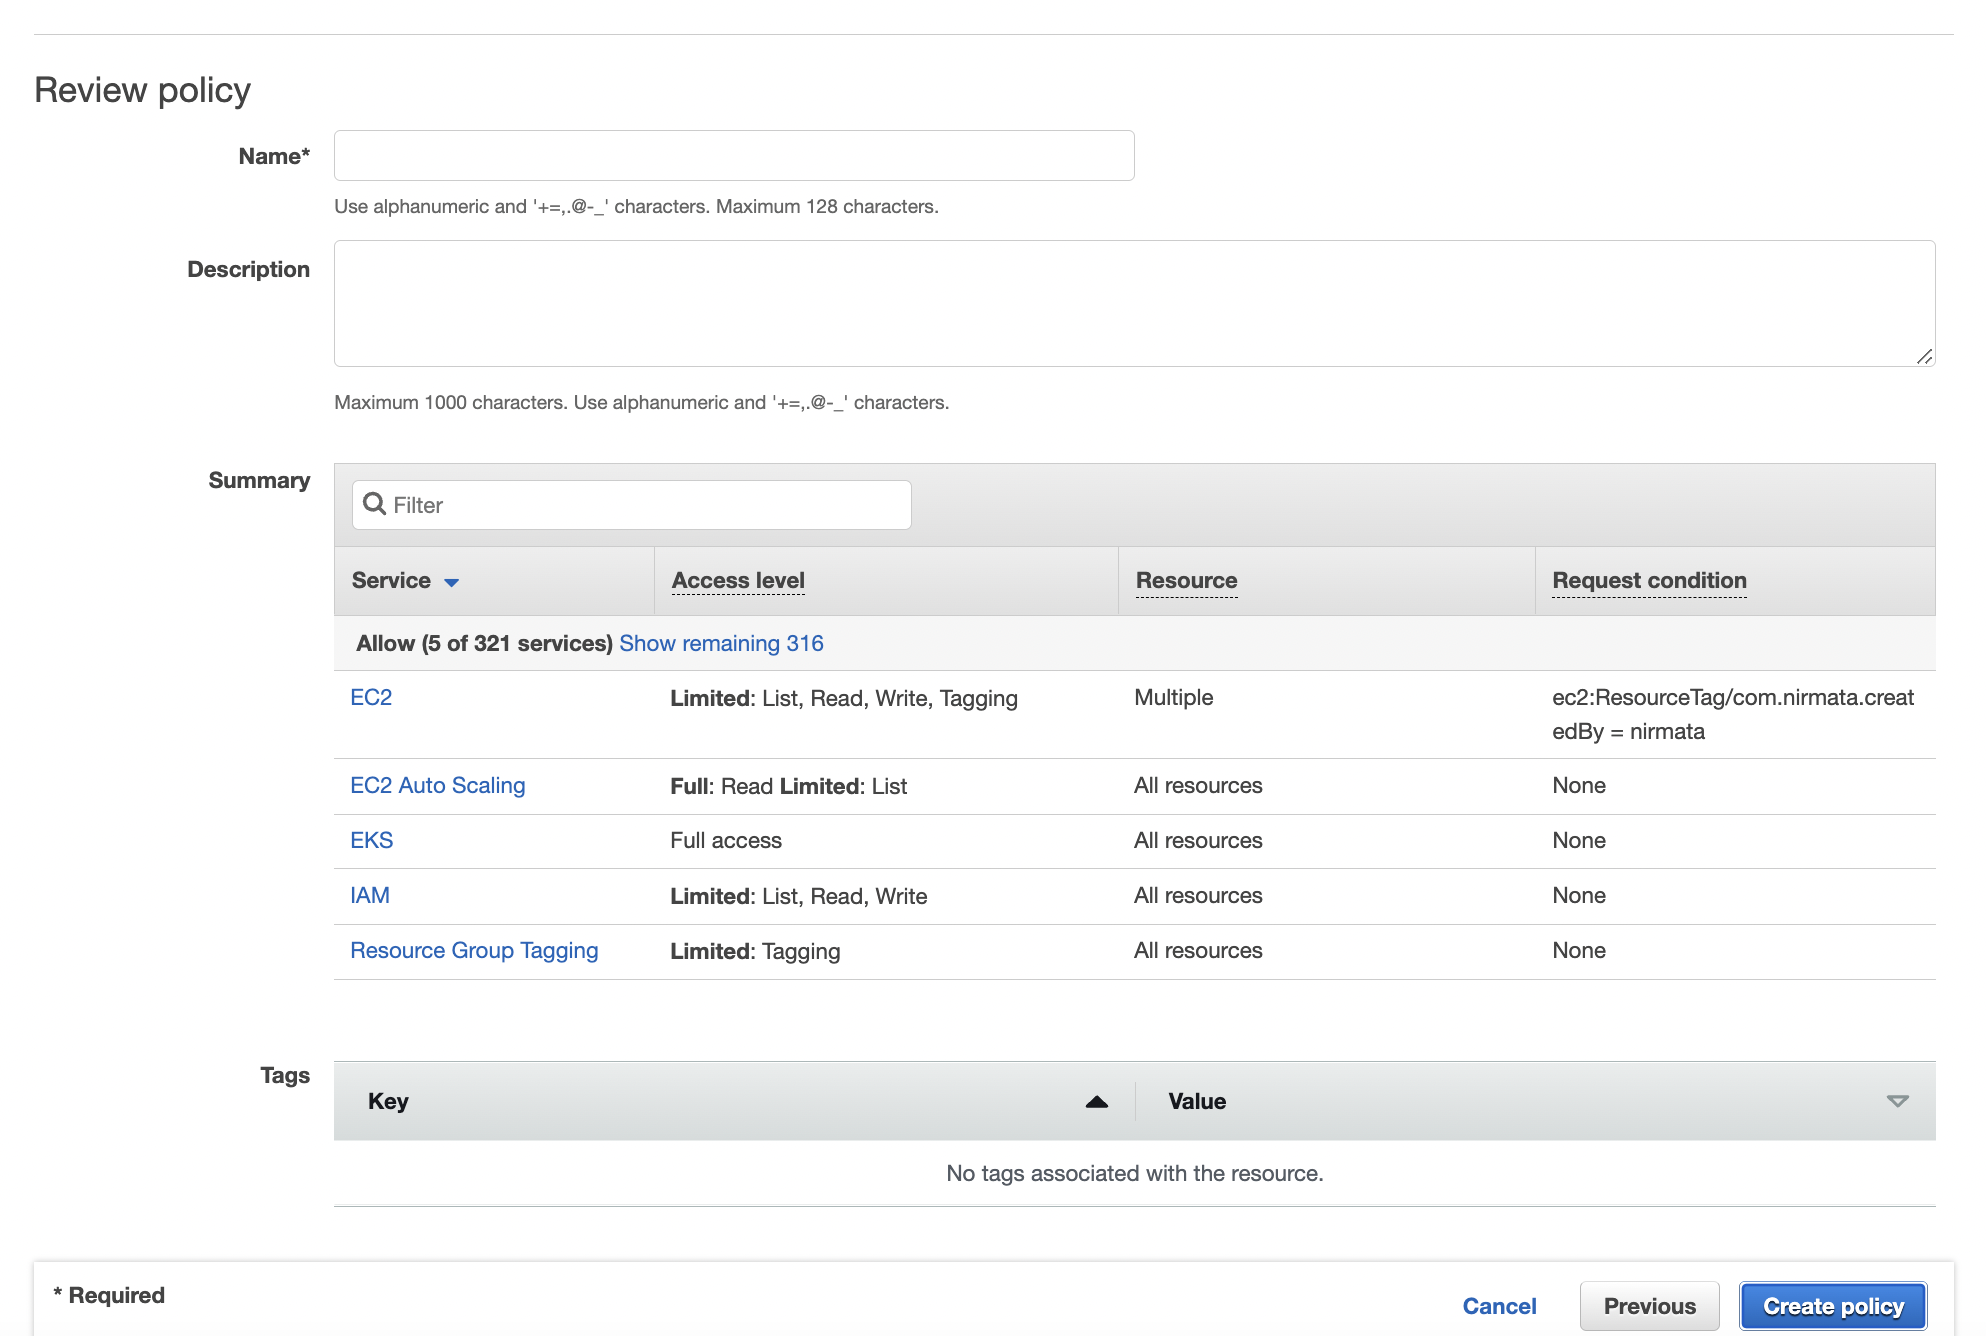 Review policy
Name*
Use alphanumeric and '+=,.@-_' characters. Maximum 128 characters.
Description
Maximum 1000 characters. Use alphanumeric and '+=,.@-_' characters.
Summary
Filter
Service Access level Resource Request condition
Allow (5 of 321 services) Show remaining 316
EC2 Limited: List, Read, Write, Tagging Multiple ec2:ResourceTag/com.nirmata.creat
edBy = nirmata
EC2 Auto Scaling Full: Read Limited: List All resources None
EKS Full access All resources None
IAM Limited: List, Read, Write All resources None
Resource Group Tagging Limited: Tagging All resources None
Tags
Key Value
No tags associated with the resource.
* Required
Cancel Previous Create policy